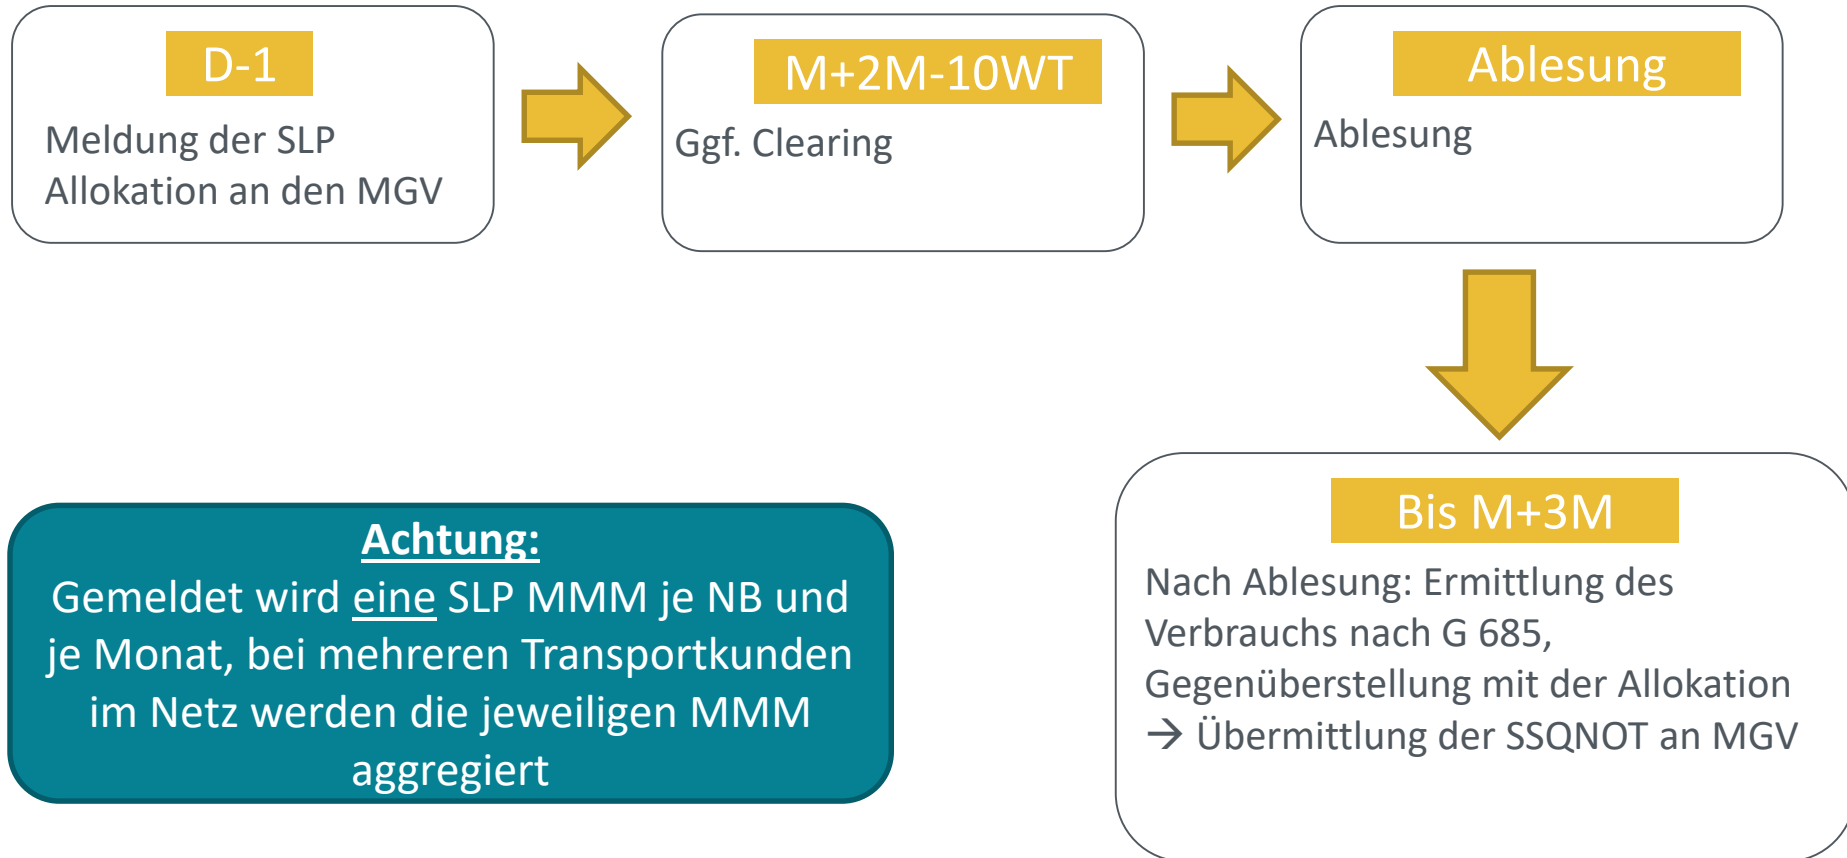 D-1
Meldung der SLP
Allokation an den MGV
M+2M-10WT
Ggf. Clearing
Ablesung
Ablesung
Bis M+3M
Nach Ablesung: Ermittlung des
Verbrauchs nach G 685,
Gegenüberstellung mit der Allokation
→ Übermittlung der SSQNOT an MGV
Achtung:
Gemeldet wird eine SLP MMM je NB und
je Monat, bei mehreren Transportkunden
im Netz werden die jeweiligen MMM
aggregiert